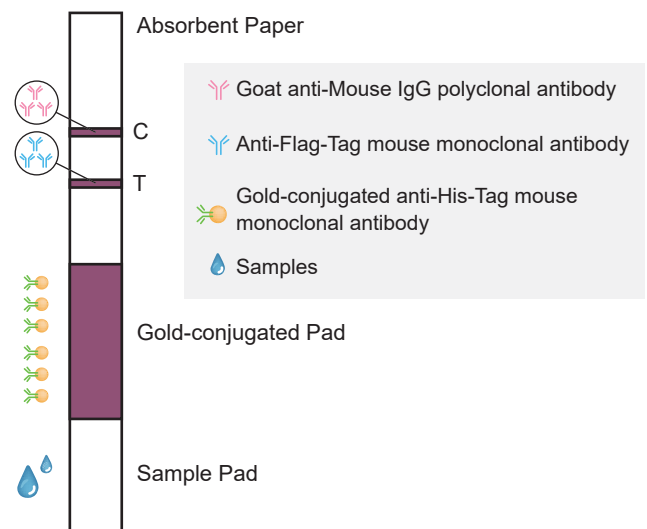 Absorbent Paper
Goat anti-Mouse IgG polyclonal antibody
C
Anti-Flag-Tag mouse monoclonal antibody
T
Gold-conjugated anti-His-Tag mouse
monoclonal antibody
Samples
Gold-conjugated Pad
Sample Pad